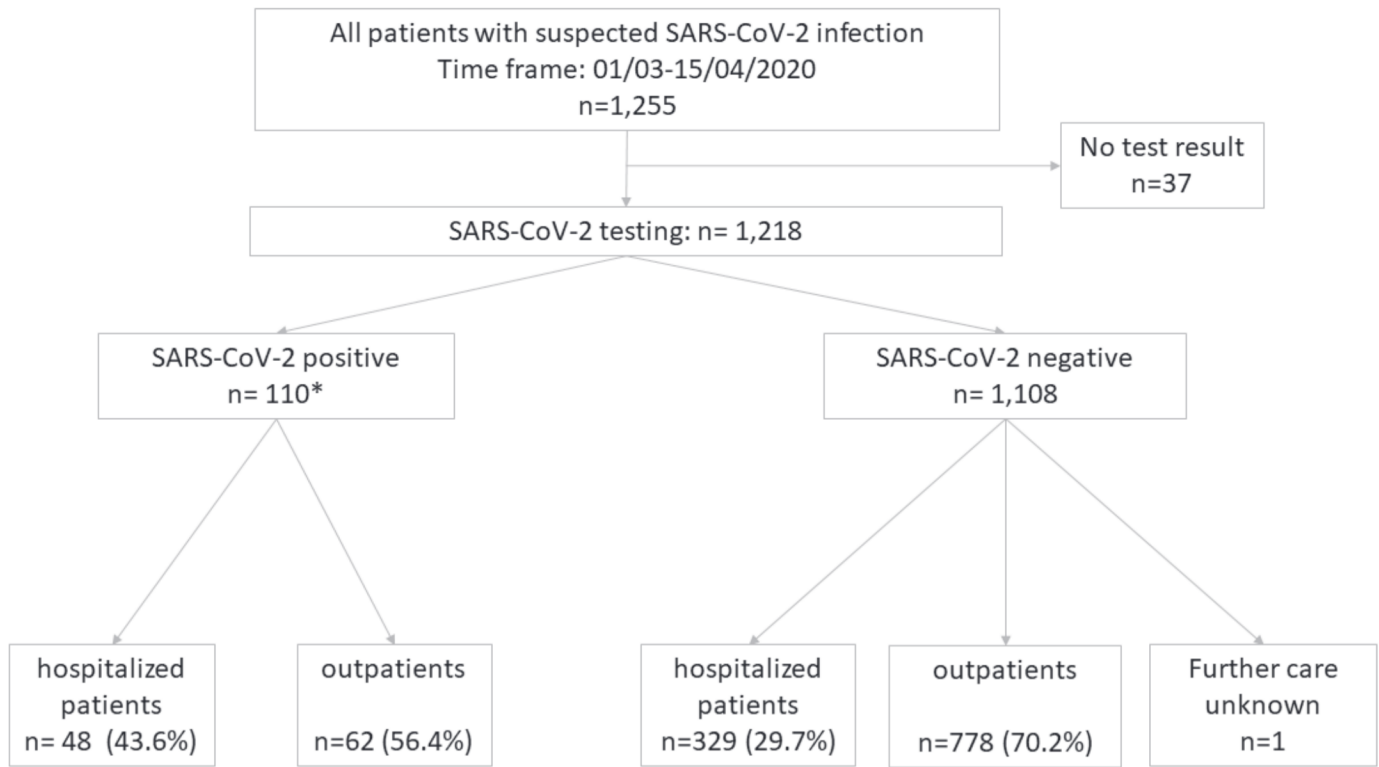 All patients with suspected SARS-CoV-2 infection
Time frame: 01/03-15/04/2020
n=1,255
No test result
n=37
SARS-CoV-2 testing: n= 1,218
SARS-CoV-2 positive
n= 110*
SARS-CoV-2 negative
n= 1,108
hospitalized
patients
n= 48  (43.6%)
outpatients
n=62 (56.4%)
hospitalized
patients
n=329 (29.7%)
outpatients
n=778 (70.2%)
Further care
unknown
n=1